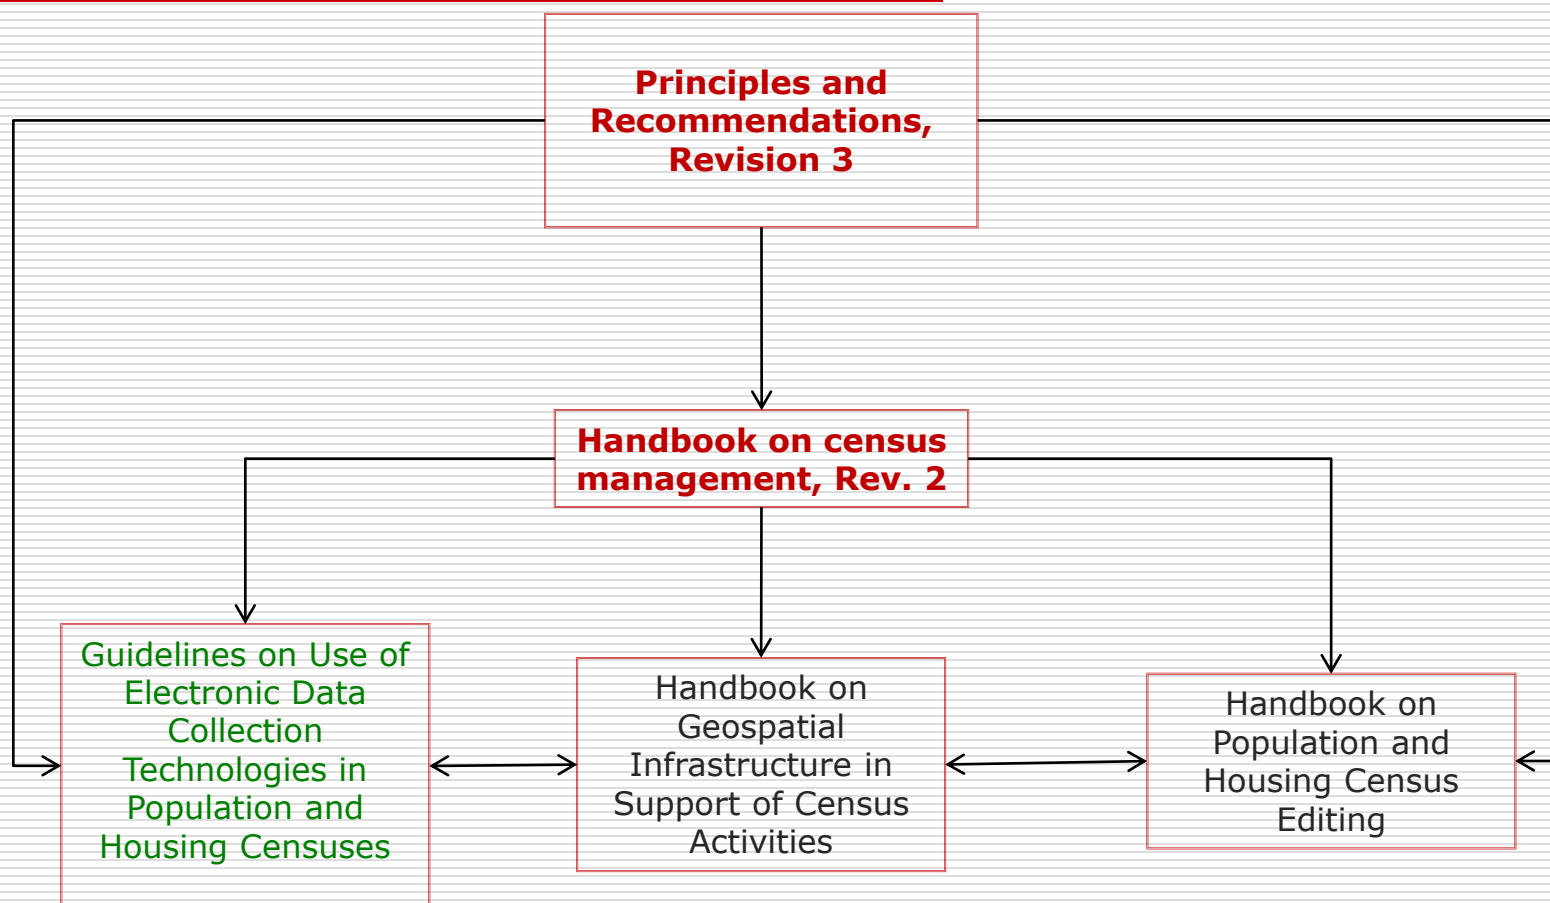 Principles and
Recommendations,
Revision 3
Handbook on census
management, Rev. 2
Guidelines on Use of
Electronic Data
Collection
Technologies in
Population and
Housing Censuses
Handbook on
Geospatial
Infrastructure in
Support of Census
Activities
Handbook on
Population and
Housing Census
Editing